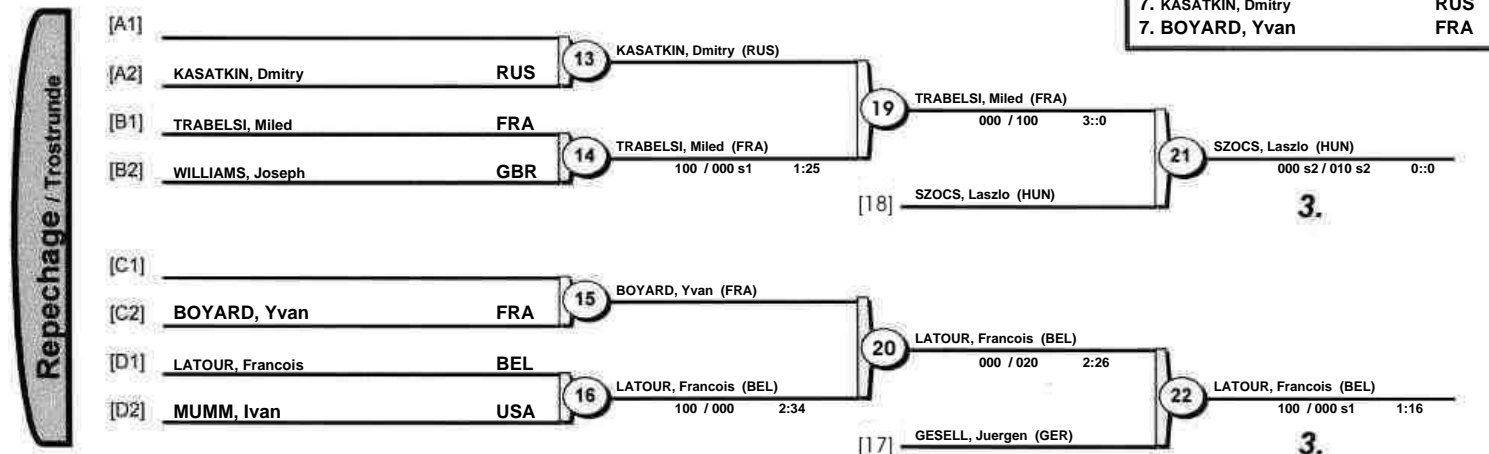 7. KASATKIN, Dmitry RUS
7. BOYARD, Yvan FRA
Repechage / Trostrunde
[A1]
13 KASATKIN, Dmitry (RUS)
[A2] KASATKIN, Dmitry RUS
19 TRABELSI, Miled (FRA)
000 / 100 3::0
[B1] TRABELSI, Miled FRA
14 TRABELSI, Miled (FRA)
100 / 000 s1 1:25
[B2] WILLIAMS, Joseph GBR
21 SZOCS, Laszlo (HUN)
000 s2 / 010 s2 0::0
[18] SZOCS, Laszlo (HUN)
3.
[C1]
15 BOYARD, Yvan (FRA)
[C2] BOYARD, Yvan FRA
20 LATOUR, Francois (BEL)
000 / 020 2:26
[D1] LATOUR, Francois BEL
16 LATOUR, Francois (BEL)
100 / 000 2:34
[D2] MUMM, Ivan USA
22 LATOUR, Francois (BEL)
100 / 000 s1 1:16
[17] GESELL, Juergen (GER)
3.